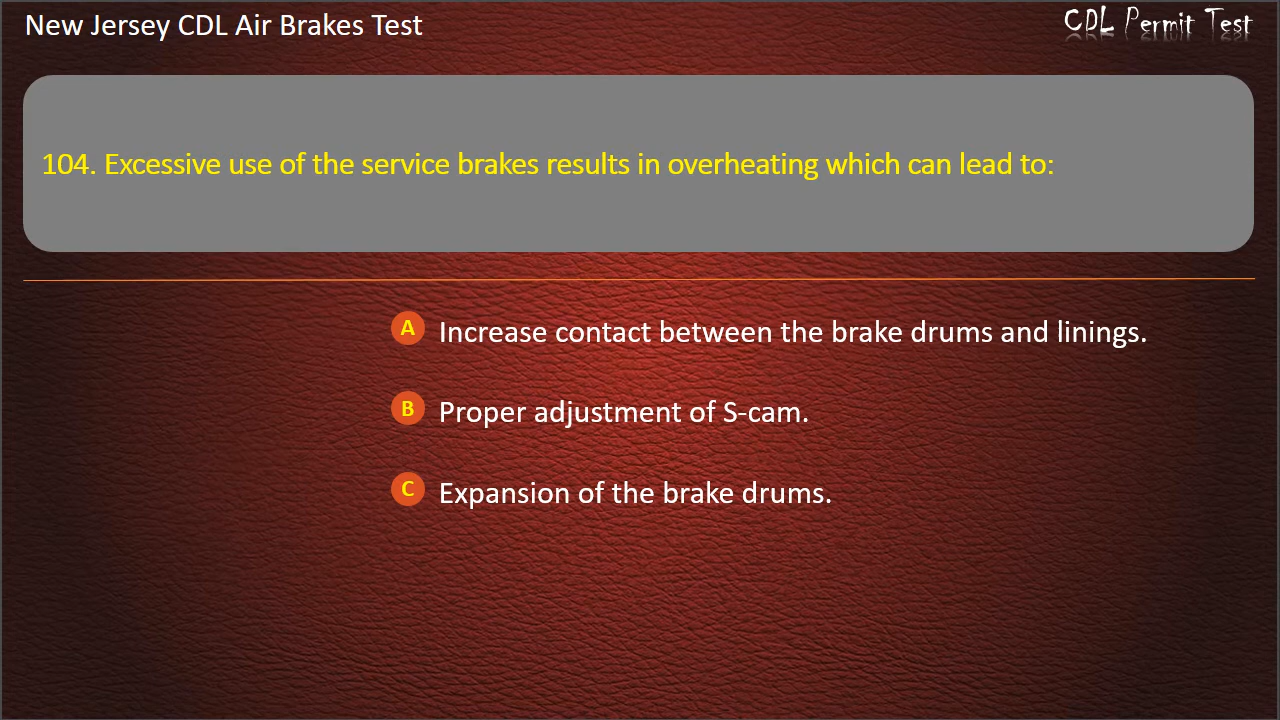 New Jersey CDL Air Brakes Test
CDL Permit Test
104. Excessive use of the service brakes results in overheating which can lead to:
A Increase contact between the brake drums and linings.
B Proper adjustment of S-cam.
C Expansion of the brake drums.